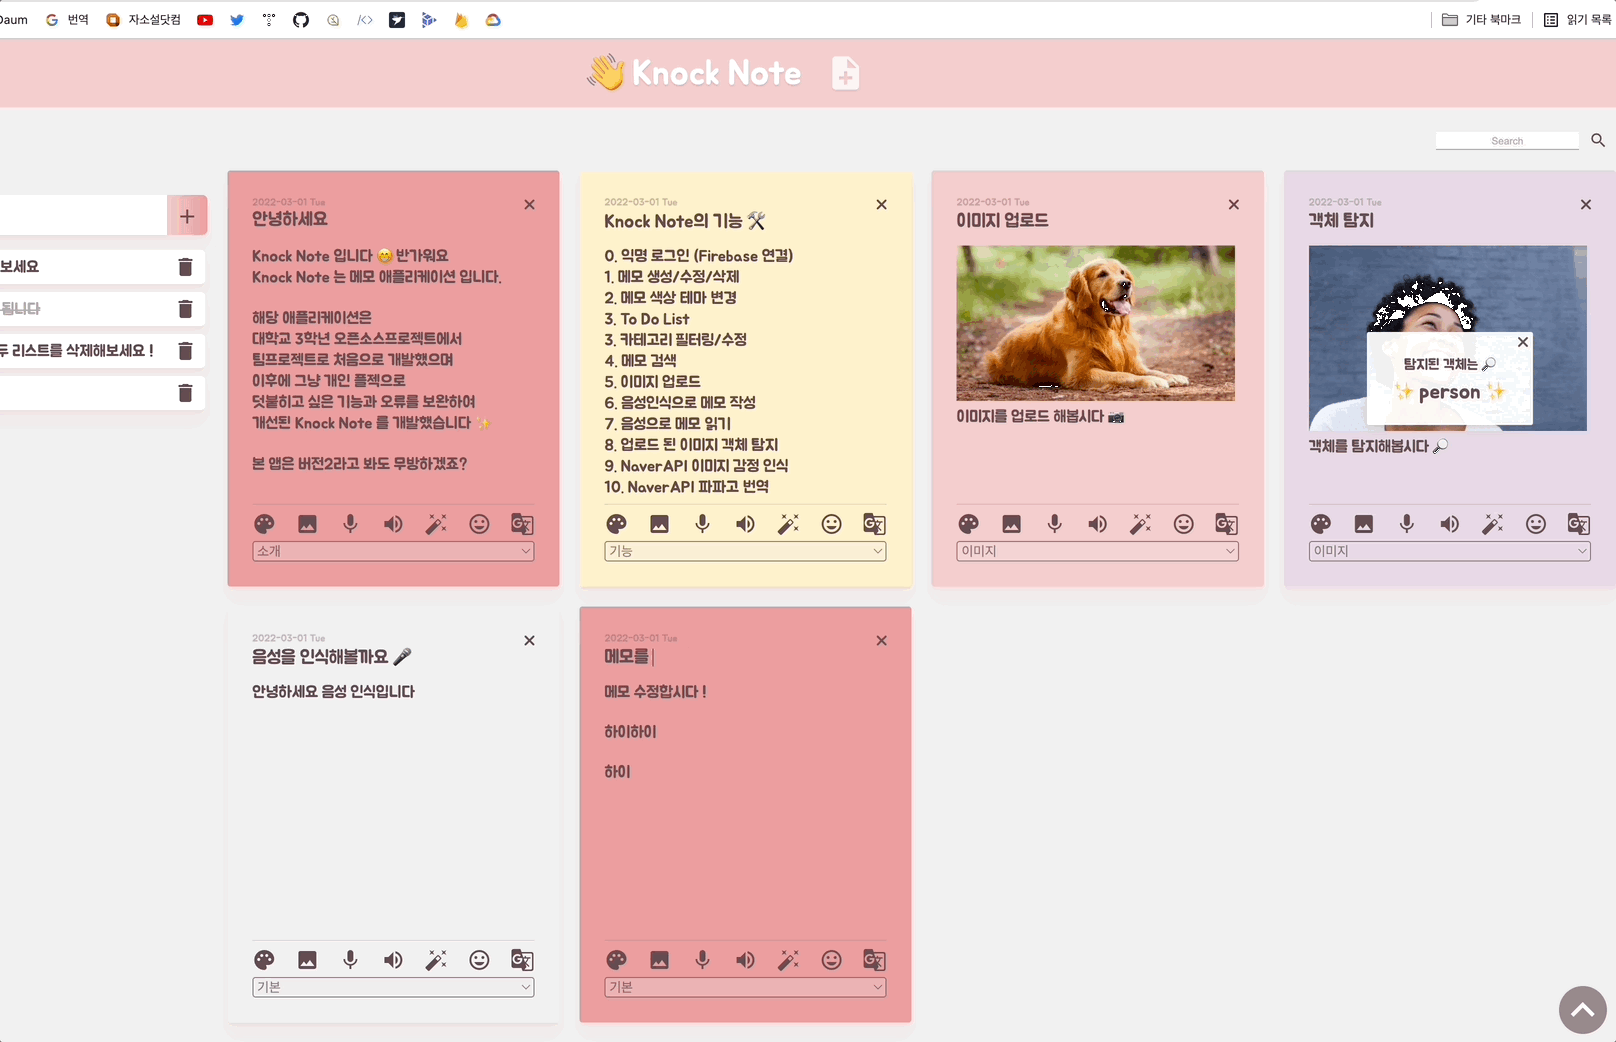 Daum
번역
자소설닷컴
기타 북마크
읽기 목록
Knock Note
Search
보세요
됩니다
두 리스트를 삭제해보세요 !
2022-03-01 Tue
안녕하세요
Knock Note 입니다 😁 반가워요
Knock Note 는 메모 애플리케이션 입니다.
해당 애플리케이션은
대학교 3학년 오픈소스프로젝트에서
팀프로젝트로 처음으로 개발했으며
이후에 그냥 개인 플젝으로
덧붙히고 싶은 기능과 오류를 보완하여
개선된 Knock Note 를 개발했습니다 ✨
본 앱은 버전2라고 봐도 무방하겠죠?
소개
2022-03-01 Tue
Knock Note의 기능 🛠
0. 익명 로그인 (Firebase 연결)
1. 메모 생성/수정/삭제
2. 메모 색상 테마 변경
3. To Do List
3. 카테고리 필터링/수정
4. 메모 검색
5. 이미지 업로드
6. 음성인식으로 메모 작성
7. 음성으로 메모 읽기
8. 업로드 된 이미지 객체 탐지
9. NaverAPI 이미지 감정 인식
10. NaverAPI 파파고 번역
기능
2022-03-01 Tue
이미지 업로드
이미지를 업로드 해봅시다 📷
이미지
2022-03-01 Tue
객체 탐지
탐지된 객체는 🔎
✨ person ✨
객체를 탐지해봅시다 🔎
이미지
2022-03-01 Tue
음성을 인식해볼까요 🎤
안녕하세요 음성 인식입니다
기본
2022-03-01 Tue
메모를
메모 수정합시다 !
하이하이
하이
기본